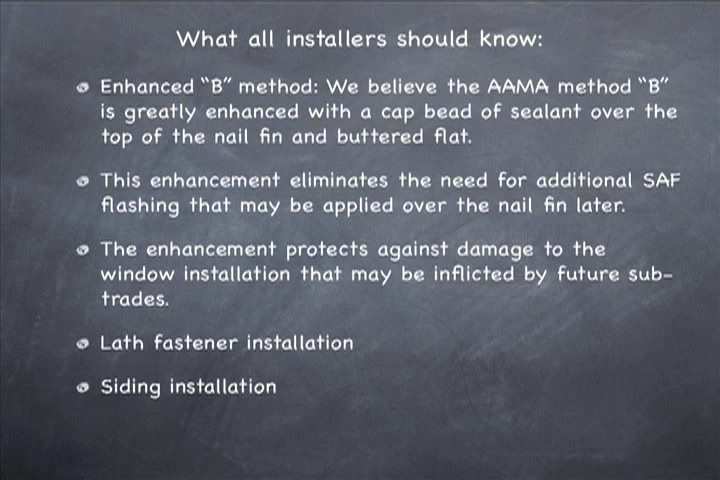 What all installers should know:
Enhanced “B” method: We believe the AAMA method “B”
is greatly enhanced with a cap bead of sealant over the
top of the nail fin and buttered flat.
This enhancement eliminates the need for additional SAF
flashing that may be applied over the nail fin later.
The enhancement protects against damage to the
window installation that may be inflicted by future sub-
trades.
Lath fastener installation
Siding installation